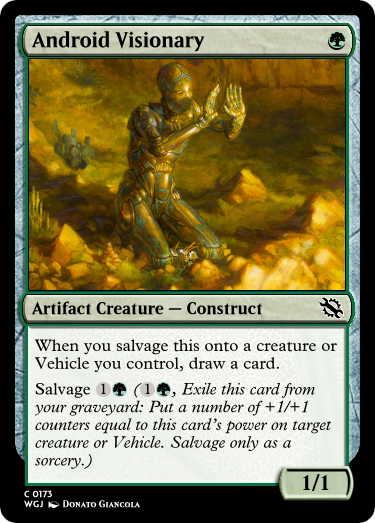 Android Visionary
Artifact Creature — Construct
When you salvage this onto a creature or
Vehicle you control, draw a card.
Salvage 1 (1, Exile this card from
your graveyard: Put a number of +1/+1
counters equal to this card's power on target
creature or Vehicle. Salvage only as a
sorcery.)
1/1
C 0173
WGJ Donato Giancola